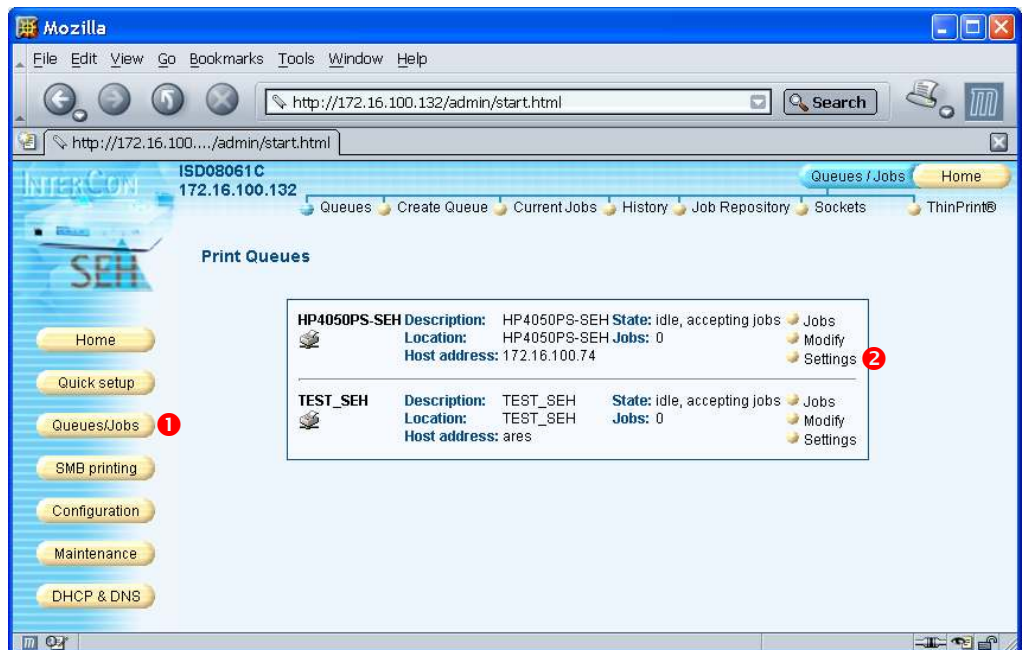 Mozilla
File Edit View Go Bookmarks Tools Window Help
http://172.16.100.132/admin/start.html Search
http://172.16.100..../admin/start.html
INTERCON
SEH
ISD08061C
172.16.100.132
Queues / Jobs Home
Queues Create Queue Current Jobs History Job Repository Sockets ThinPrint®
Print Queues
Home
Quick setup
Queues/Jobs 1
SMB printing
Configuration
Maintenance
DHCP & DNS
HP4050PS-SEH Description: HP4050PS-SEH State: idle, accepting jobs Jobs
Location: HP4050PS-SEH Jobs: 0 Modify
Host address: 172.16.100.74 Settings 2
TEST_SEH Description: TEST_SEH State: idle, accepting jobs Jobs
Location: TEST_SEH Jobs: 0 Modify
Host address: ares Settings